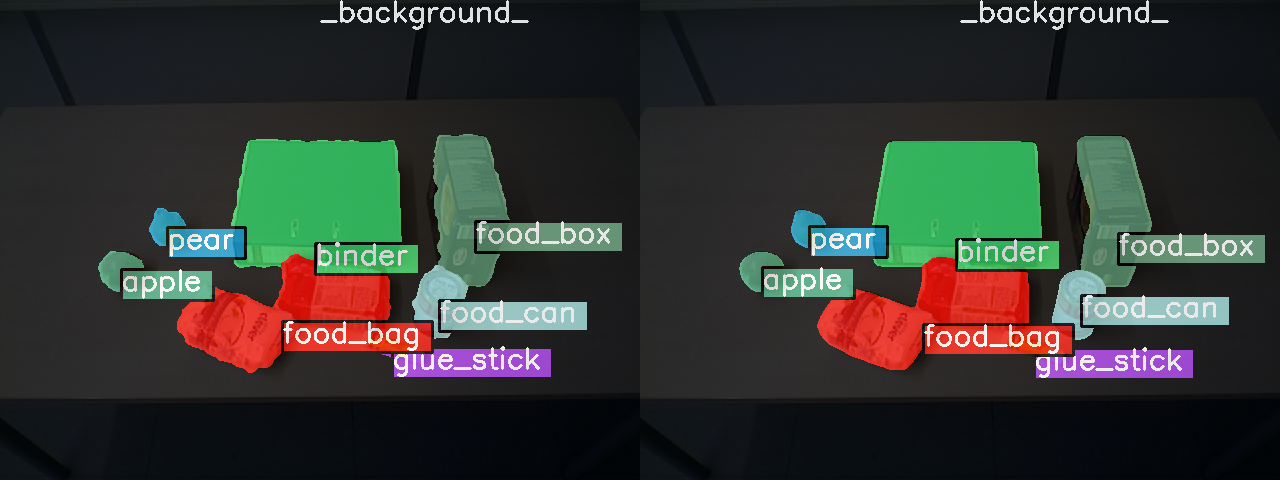 _background_ _background_
food_box food_box
pear binder pear binder
apple apple
food_can food_can
food_bag food_bag
glue_stick glue_stick